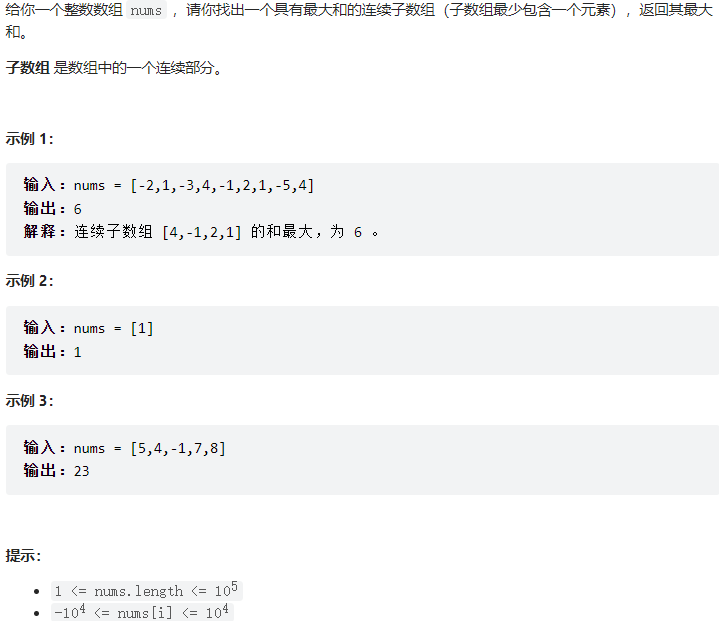 给你一个整数数组 nums ，请你找出一个具有最大和的连续子数组（子数组最少包含一个元素），返回其最大
和。
子数组 是数组中的一个连续部分。
示例 1：
输入：nums = [-2,1,-3,4,-1,2,1,-5,4]
输出：6
解释：连续子数组 [4,-1,2,1] 的和最大，为 6 。
示例 2：
输入：nums = [1]
输出：1
示例 3：
输入：nums = [5,4,-1,7,8]
输出：23
提示：
• 1 <= nums.length <= 10⁵
• -10⁴ <= nums[i] <= 10⁴